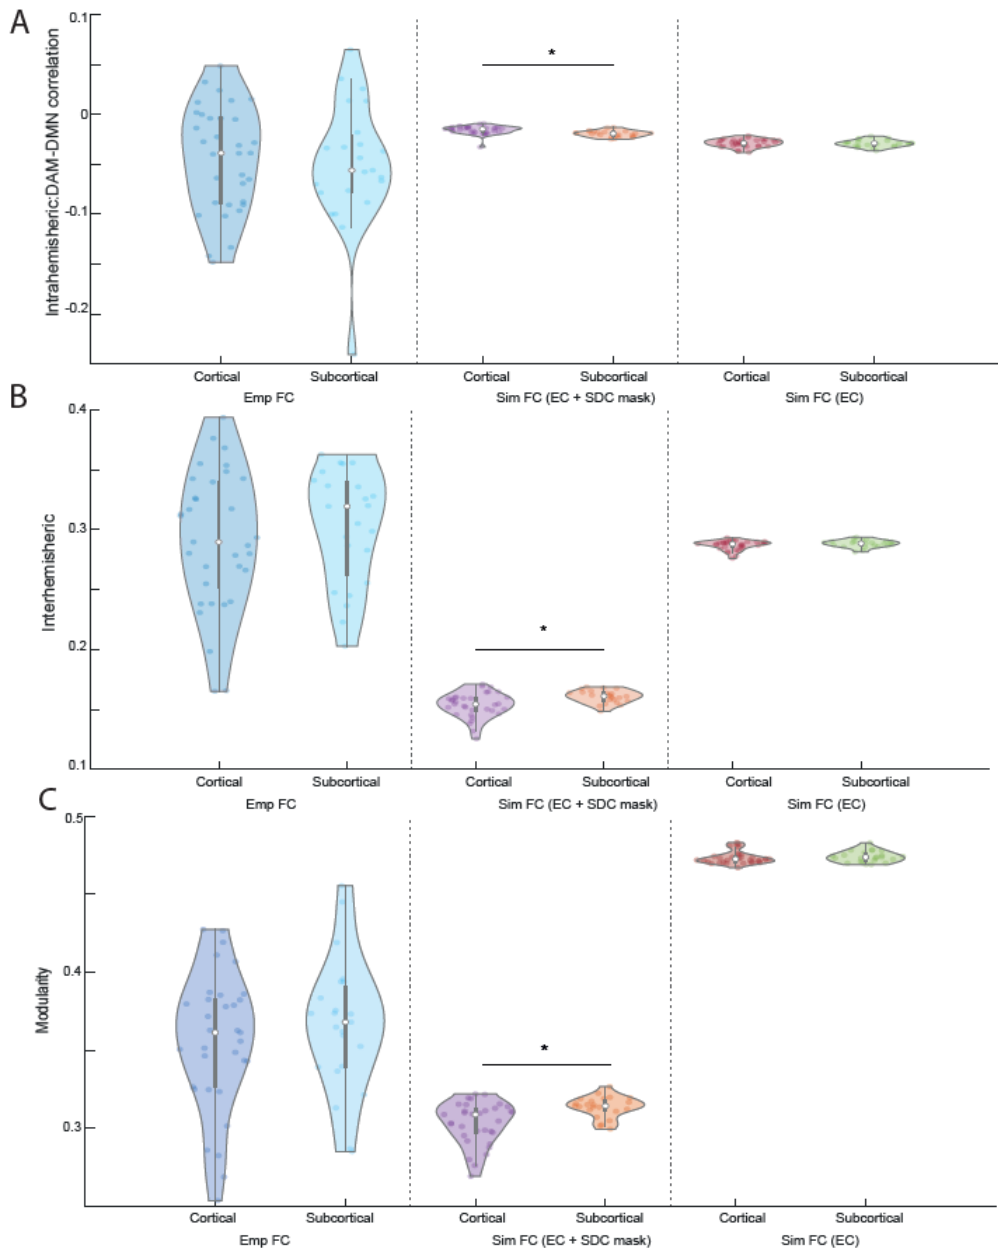 A
Intrahemisheric:DAM-DMN correlation
0.1
0
-0.1
-0.2
*
Cortical Subcortical Cortical Subcortical Cortical Subcortical
Emp FC Sim FC (EC + SDC mask) Sim FC (EC)
B
Interhemisheric
0.4
0.3
0.2
0.1
*
Cortical Subcortical Cortical Subcortical Cortical Subcortical
Emp FC Sim FC (EC + SDC mask) Sim FC (EC)
C
Modularity
0.5
0.4
0.3
*
Cortical Subcortical Cortical Subcortical Cortical Subcortical
Emp FC Sim FC (EC + SDC mask) Sim FC (EC)